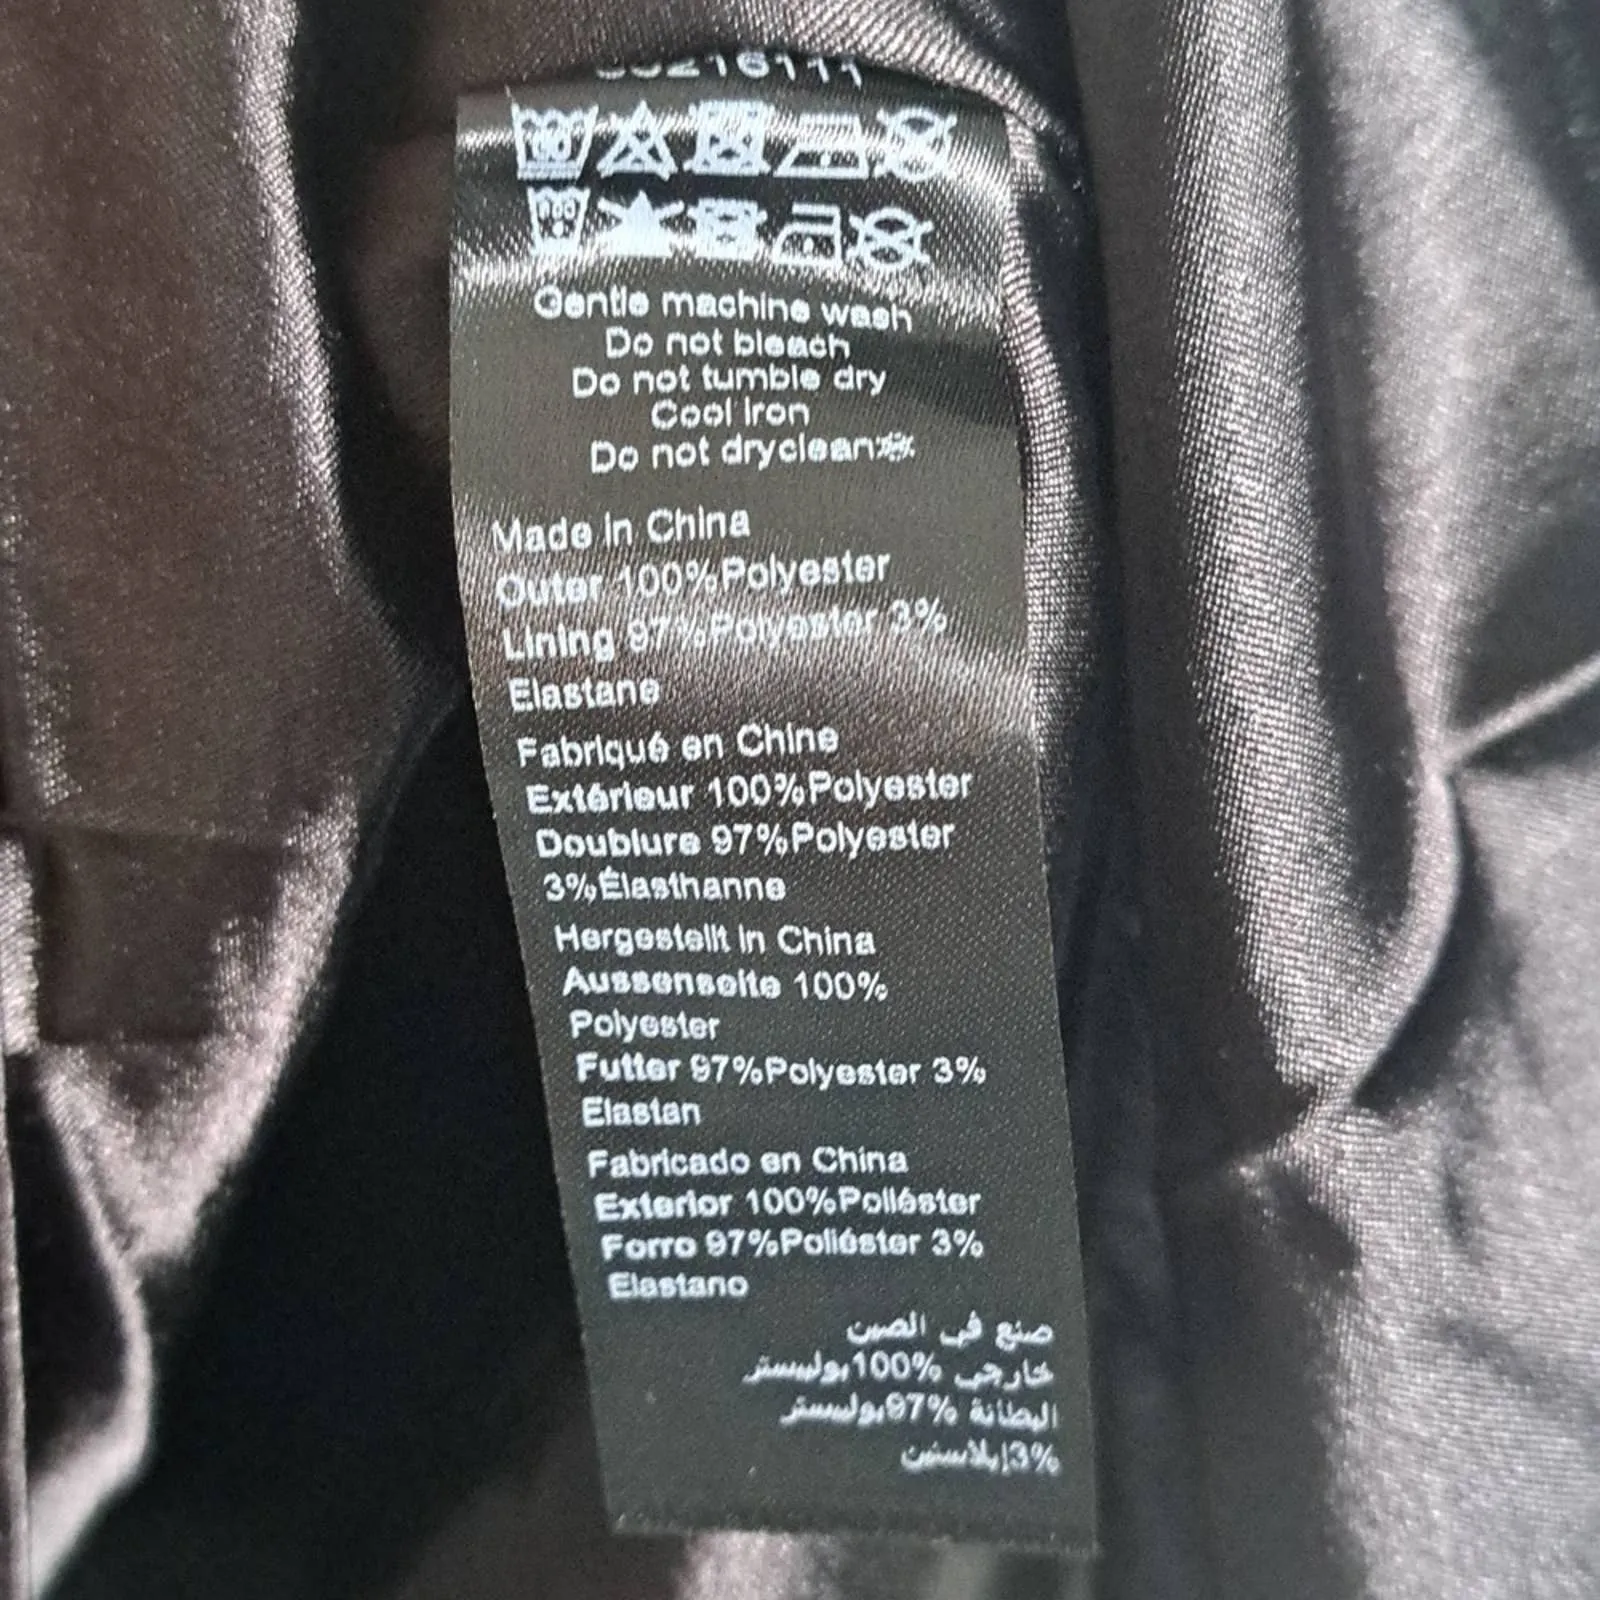 216111
Gentle machine wash
Do not bleach
Do not tumble dry
Cool iron
Do not dryclean
Made in China
Outer 100%Polyester
Lining 97%Polyester 3%
Elastane
Fabriqué en Chine
Extérieur 100%Polyester
Doublure 97%Polyester
3%Élasthanne
Hergestellt in China
Aussenseite 100%
Polyester
Futter 97%Polyester 3%
Elastan
Fabricado en China
Exterior 100%Poliéster
Forro 97%Poliéster 3%
Elastano
صنع في الصين
خارجي 100%بوليستر
البطانة 97%بوليستر
3%إيلاستين